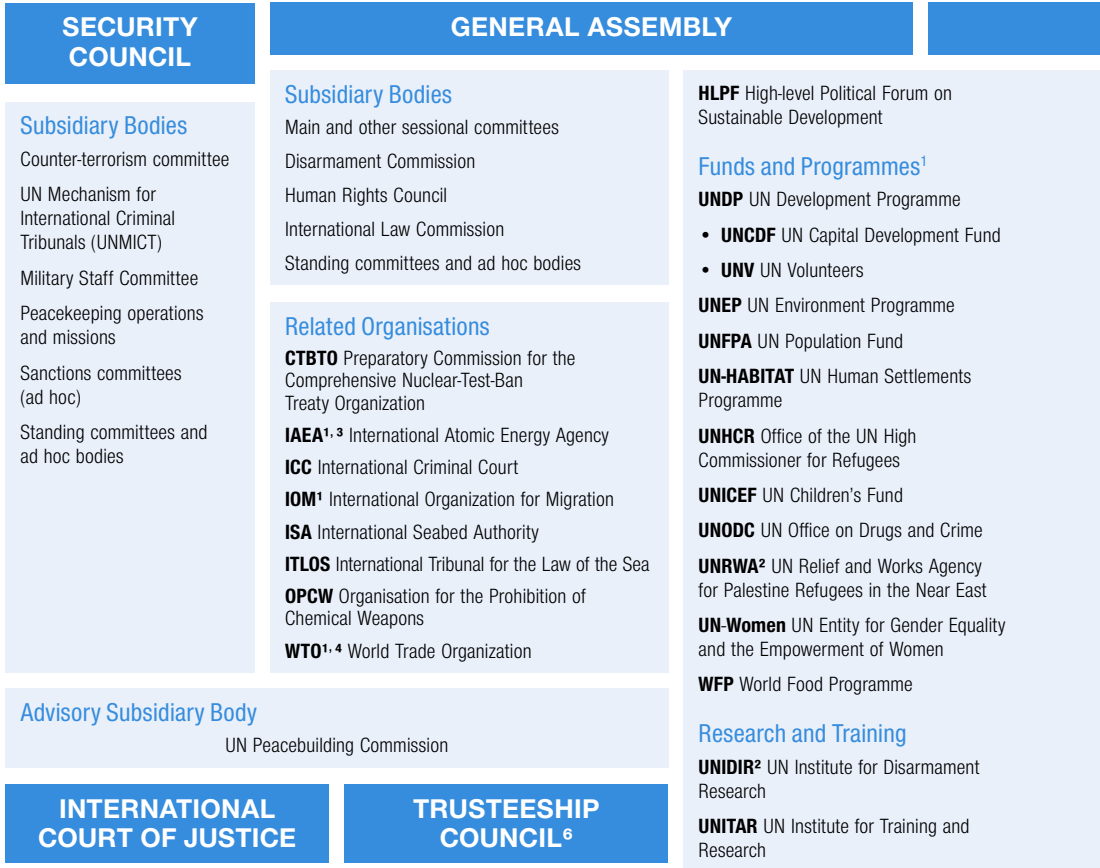 SECURITY
COUNCIL
GENERAL ASSEMBLY
Subsidiary Bodies
Counter-terrorism committee
UN Mechanism for
International Criminal
Tribunals (UNMICT)
Military Staff Committee
Peacekeeping operations
and missions
Sanctions committees
(ad hoc)
Standing committees and
ad hoc bodies
Subsidiary Bodies
Main and other sessional committees
Disarmament Commission
Human Rights Council
International Law Commission
Standing committees and ad hoc bodies
Related Organisations
CTBTO Preparatory Commission for the
Comprehensive Nuclear-Test-Ban
Treaty Organization
IAEA¹, ³ International Atomic Energy Agency
ICC International Criminal Court
IOM¹ International Organization for Migration
ISA International Seabed Authority
ITLOS International Tribunal for the Law of the Sea
OPCW Organisation for the Prohibition of
Chemical Weapons
WTO¹, ⁴ World Trade Organization
Advisory Subsidiary Body
UN Peacebuilding Commission
INTERNATIONAL
COURT OF JUSTICE
TRUSTEESHIP
COUNCIL⁶
HLPF High-level Political Forum on
Sustainable Development
Funds and Programmes¹
UNDP UN Development Programme
• UNCDF UN Capital Development Fund
• UNV UN Volunteers
UNEP UN Environment Programme
UNFPA UN Population Fund
UN-HABITAT UN Human Settlements
Programme
UNHCR Office of the UN High
Commissioner for Refugees
UNICEF UN Children's Fund
UNODC UN Office on Drugs and Crime
UNRWA² UN Relief and Works Agency
for Palestine Refugees in the Near East
UN-Women UN Entity for Gender Equality
and the Empowerment of Women
WFP World Food Programme
Research and Training
UNIDIR² UN Institute for Disarmament
Research
UNITAR UN Institute for Training and
Research